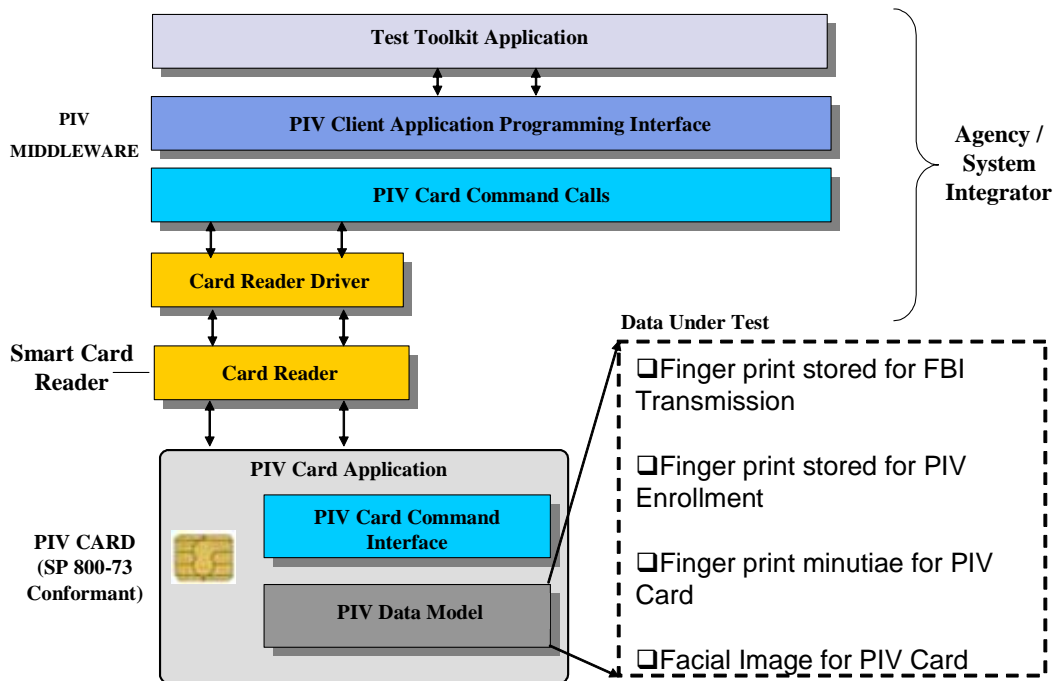 Test Toolkit Application
PIV
MIDDLEWARE
PIV Client Application Programming Interface
PIV Card Command Calls
Agency /
System
Integrator
Card Reader Driver
Smart Card
Reader
Card Reader
Data Under Test
❑Finger print stored for FBI
Transmission
❑Finger print stored for PIV
Enrollment
❑Finger print minutiae for PIV
Card
❑Facial Image for PIV Card
PIV Card Application
PIV Card Command
Interface
PIV CARD
(SP 800-73
Conformant)
PIV Data Model